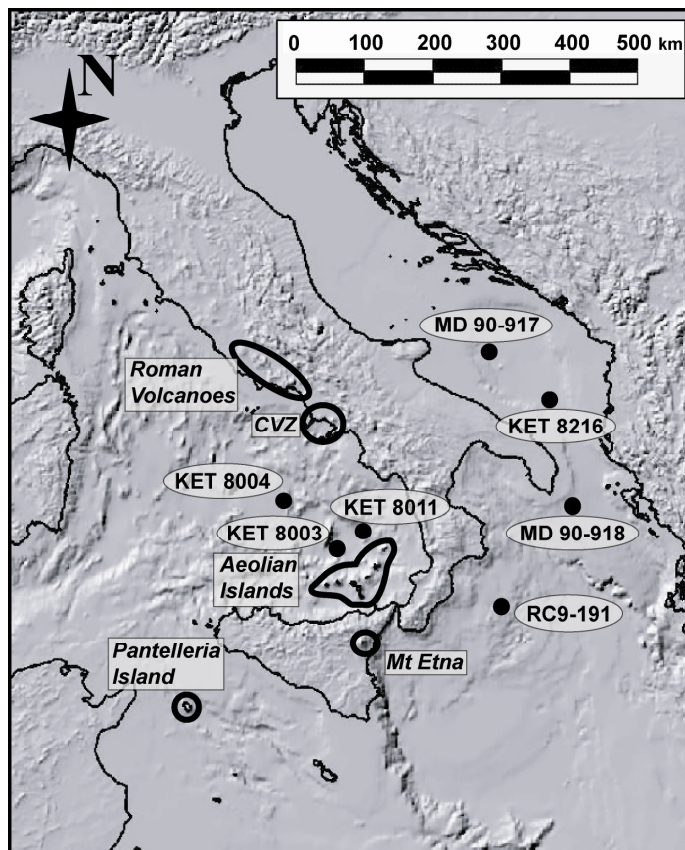 0 100 200 300 400 500 km
N
MD 90-917
Roman
Volcanoes
CVZ
KET 8216
KET 8004
KET 8011
KET 8003
MD 90-918
Aeolian
Islands
RC9-191
Pantelleria
Island
Mt Etna